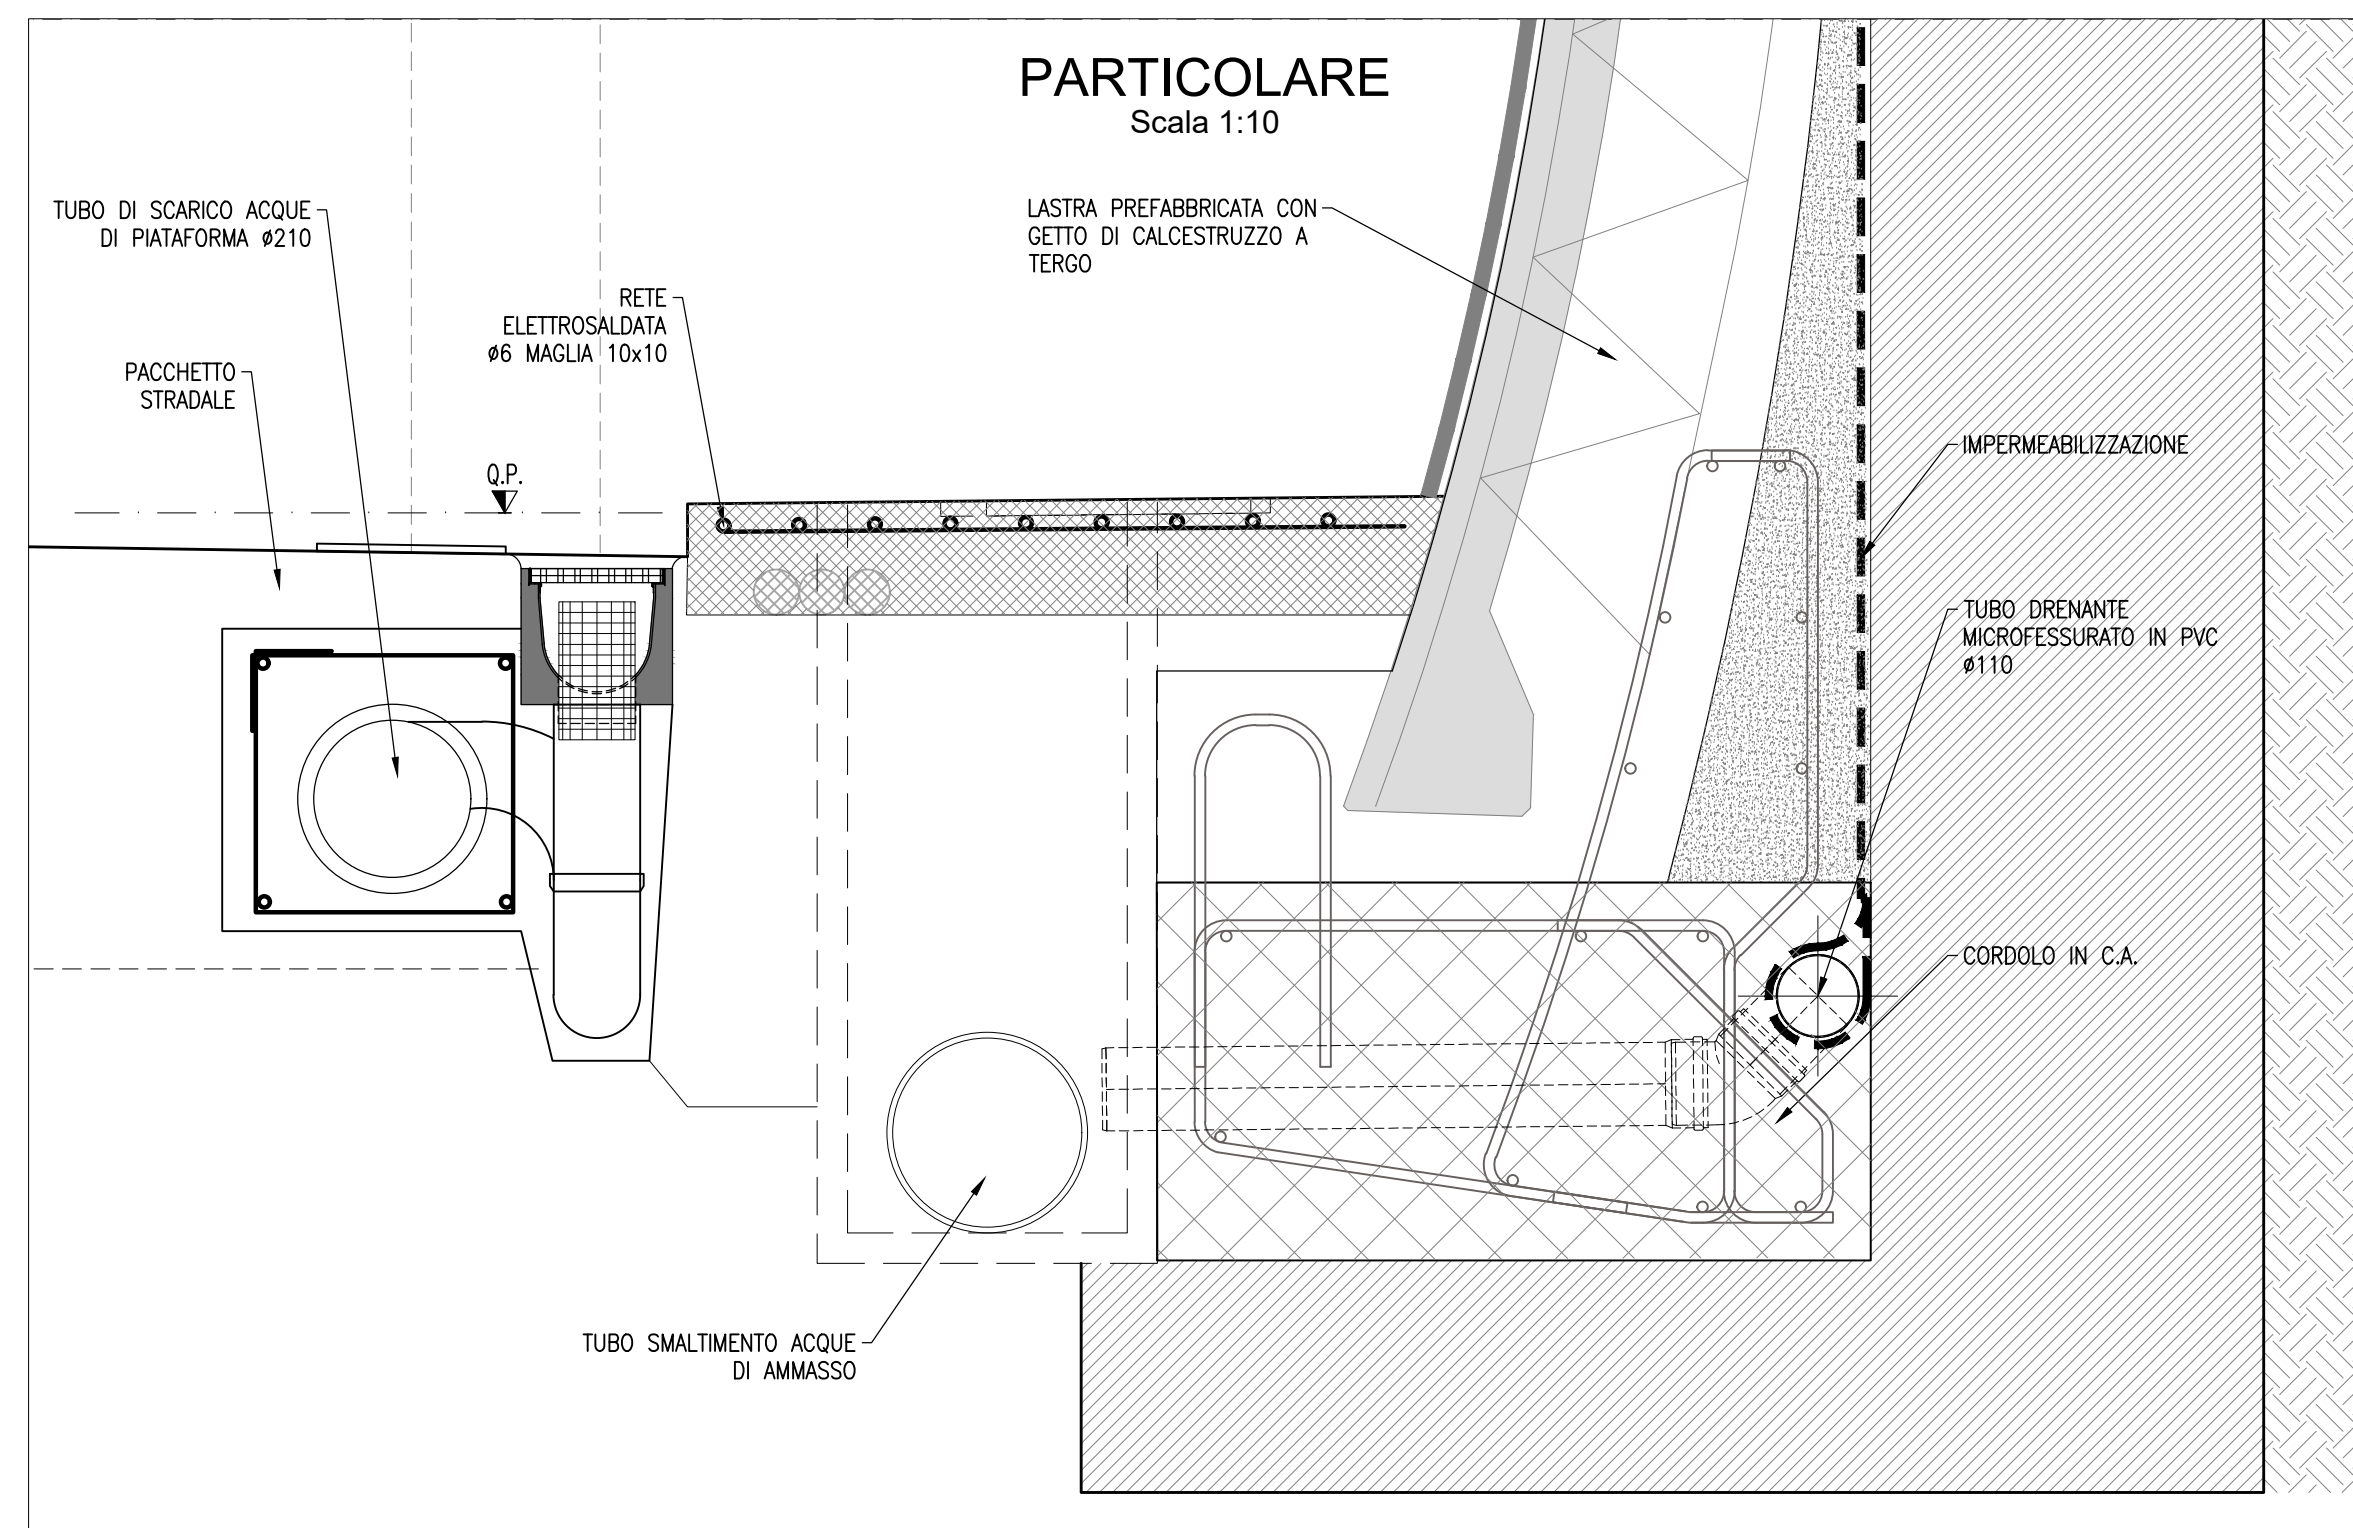 PARTICOLARE
Scala 1:10
TUBO DI SCARICO ACQUE
DI PIATAFORMA ø210
LASTRA PREFABBRICATA CON
GETTO DI CALCESTRUZZO A
TERGO
RETE
ELETTROSALDATA
ø6 MAGLIA 10x10
PACCHETTO
STRADALE
Q.P.
IMPERMEABILIZZAZIONE
TUBO DRENANTE
MICROFESSURATO IN PVC
ø110
CORDOLO IN C.A.
TUBO SMALTIMENTO ACQUE
DI AMMASSO